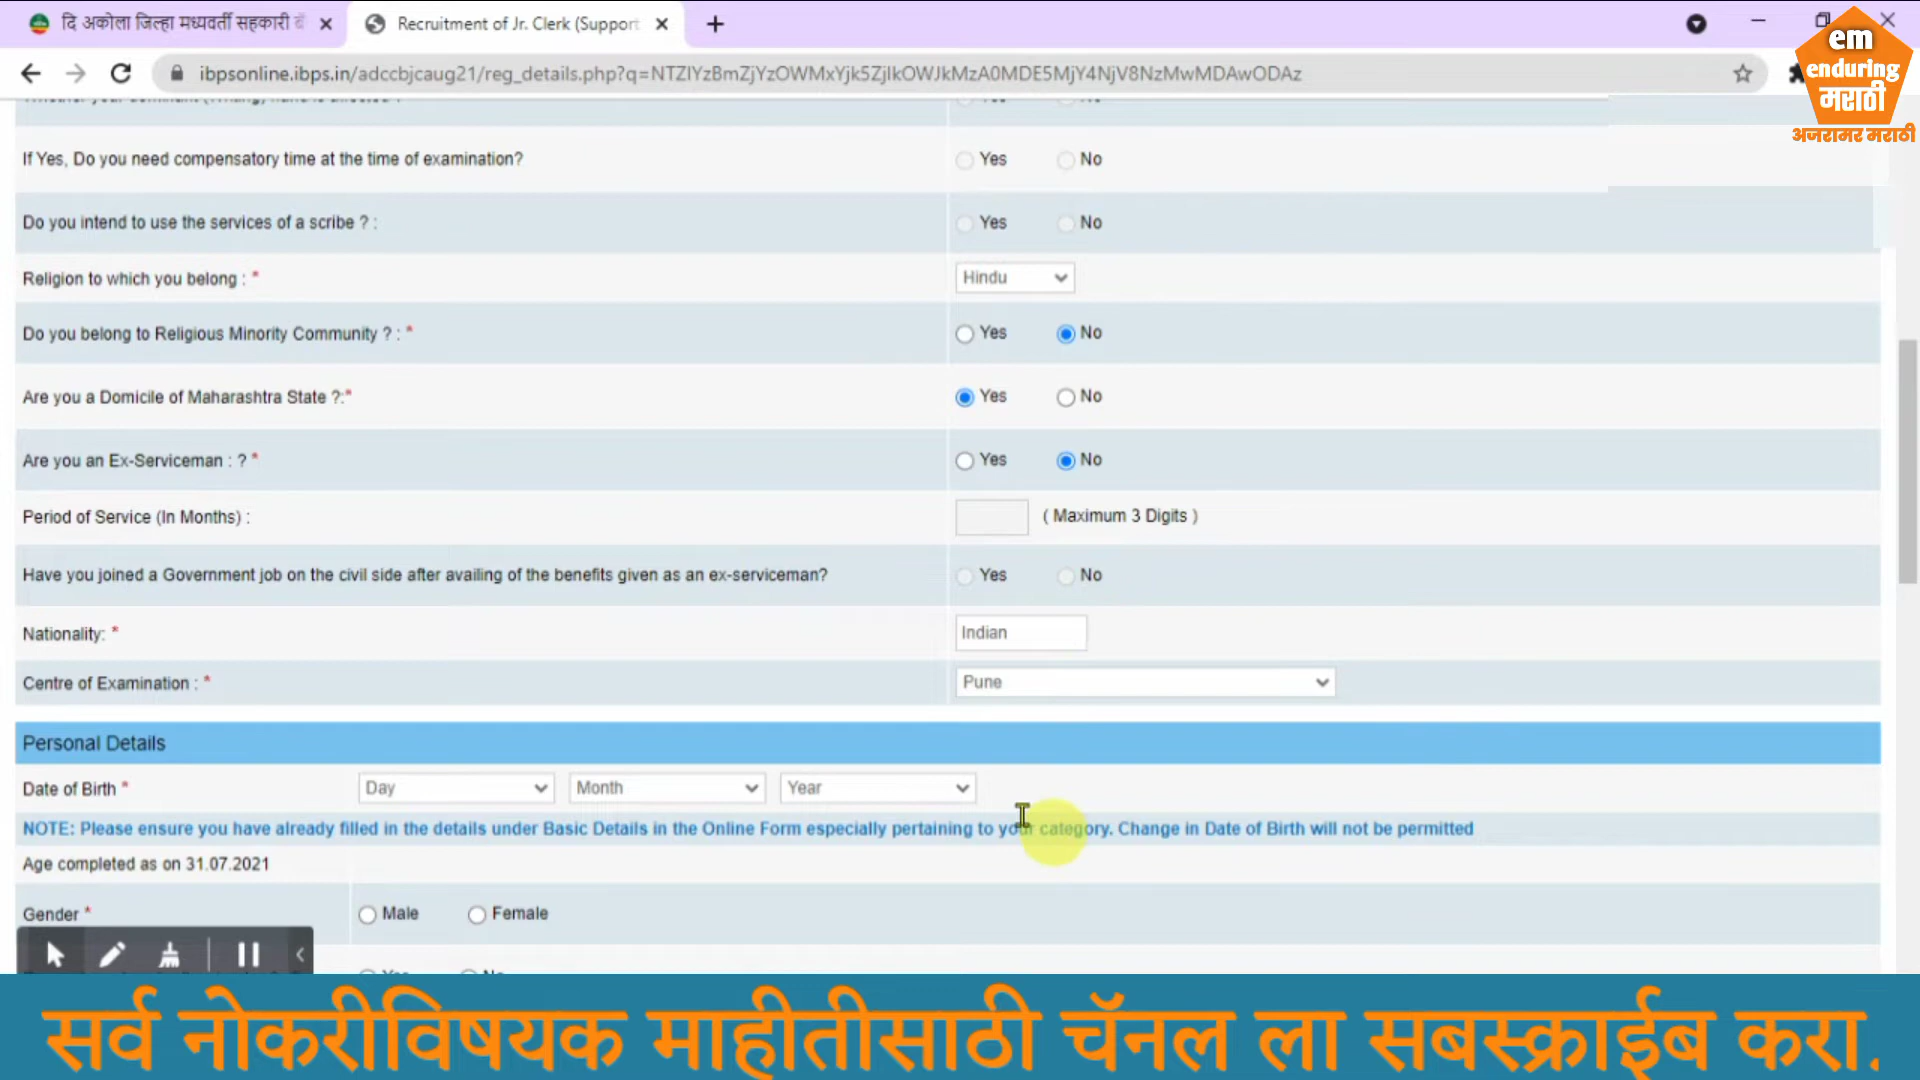 दि अकोला जिल्हा मध्यवर्ती सहकारी बँ
Recruitment of Jr. Clerk (Support
ibpsonline.ibps.in/adccbjcaug21/reg_details.php?q=NTZIYzBmZjYzOWMxYjk5ZjlkOWJkMzA0MDE5MjY4NjV8NzMwMDAwODAz
em
enduring
मराठी
अजरामर मराठी
If Yes, Do you need compensatory time at the time of examination? Yes No
Do you intend to use the services of a scribe ? : Yes No
Religion to which you belong : * Hindu
Do you belong to Religious Minority Community ? : * Yes No
Are you a Domicile of Maharashtra State ?:* Yes No
Are you an Ex-Serviceman : ? * Yes No
Period of Service (In Months) : ( Maximum 3 Digits )
Have you joined a Government job on the civil side after availing of the benefits given as an ex-serviceman? Yes No
Nationality: * Indian
Centre of Examination : * Pune
Personal Details
Date of Birth * Day Month Year
NOTE: Please ensure you have already filled in the details under Basic Details in the Online Form especially pertaining to your category. Change in Date of Birth will not be permitted
Age completed as on 31.07.2021
Gender * Male Female
सर्व नोकरीविषयक माहीतीसाठी चॅनल ला सबस्क्राईब करा.